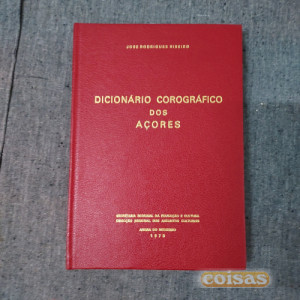 JOSÉ RODRIGUES RIBEIRO
DICIONÁRIO COROGRÁFICO
DOS
AÇORES
SECRETARIA REGIONAL DA EDUCAÇÃO E CULTURA
DIRECÇÃO REGIONAL DOS ASSUNTOS CULTURAIS
ANGRA DO HEROÍSMO
1979
coisas